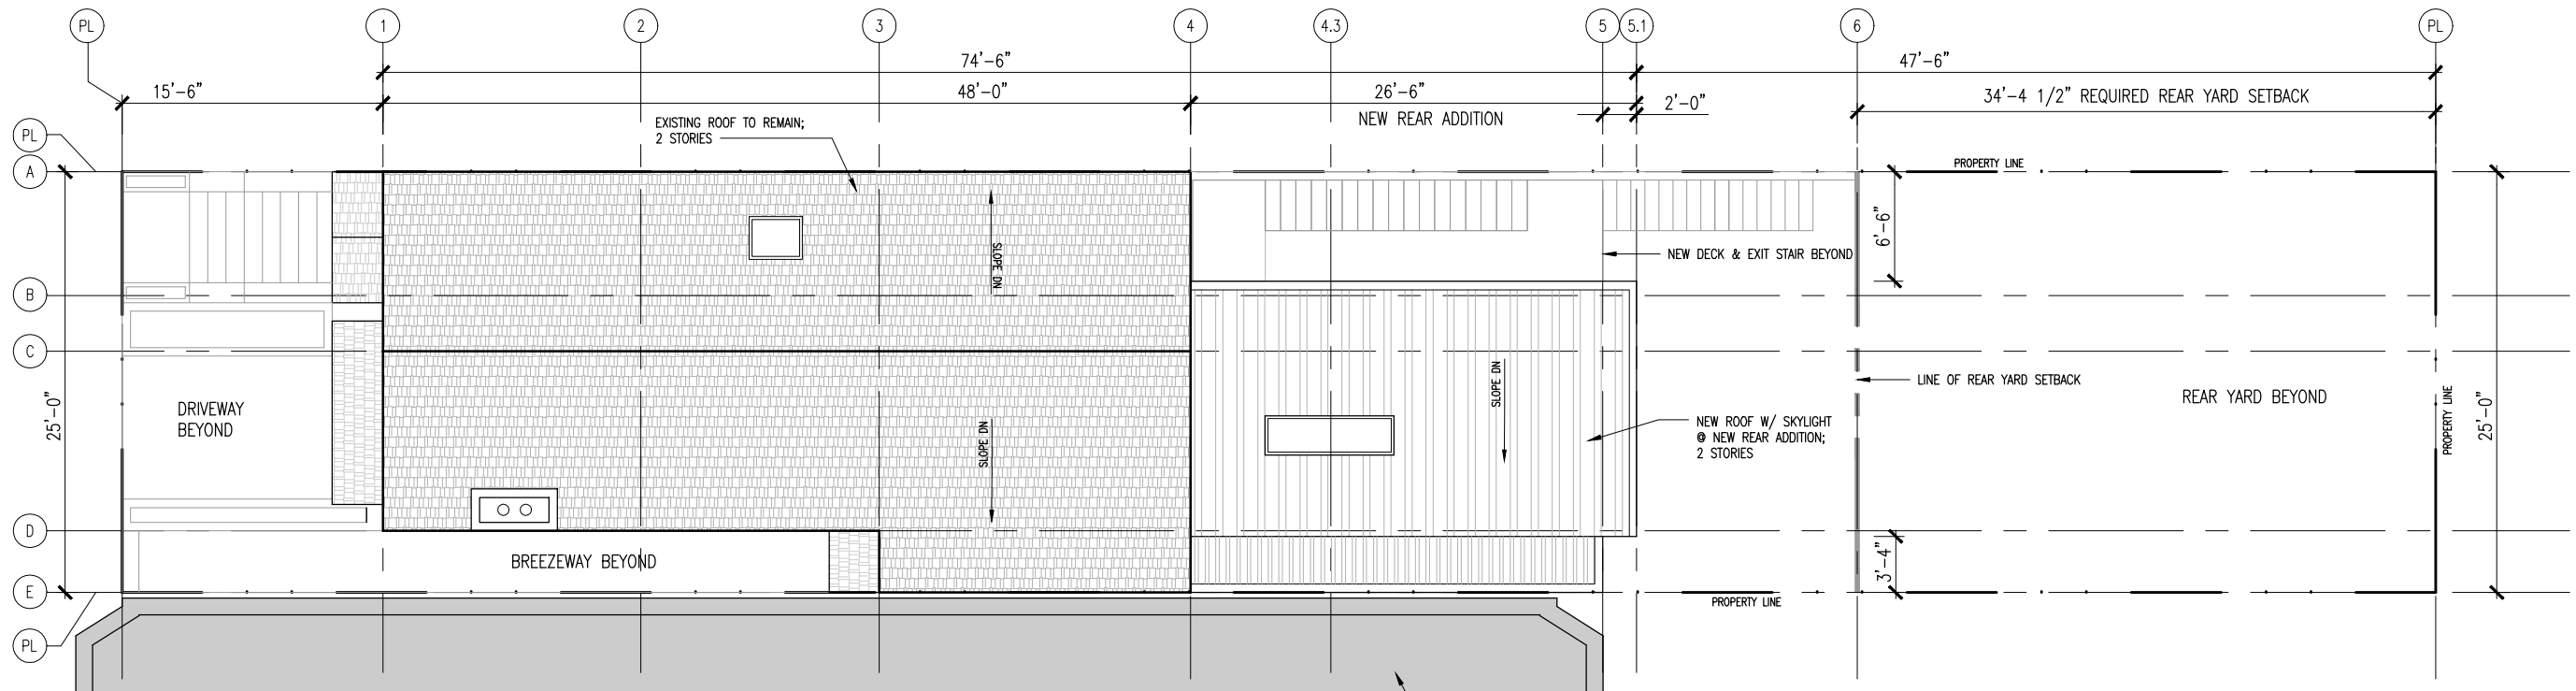 PL
1
2
3
4
4.3
5
5.1
6
PL
74'-6"
47'-6"
15'-6"
48'-0"
26'-6"
2'-0"
34'-4 1/2" REQUIRED REAR YARD SETBACK
NEW REAR ADDITION
EXISTING ROOF TO REMAIN;
2 STORIES
PL
A
PROPERTY LINE
6'-6"
SLOPE DN
NEW DECK & EXIT STAIR BEYOND
B
C
LINE OF REAR YARD SETBACK
SLOPE DN
REAR YARD BEYOND
PROPERTY LINE
25'-0"
25'-0"
DRIVEWAY
BEYOND
SLOPE DN
NEW ROOF W/ SKYLIGHT
@ NEW REAR ADDITION;
2 STORIES
D
BREEZEWAY BEYOND
3'-4"
E
PROPERTY LINE
PL